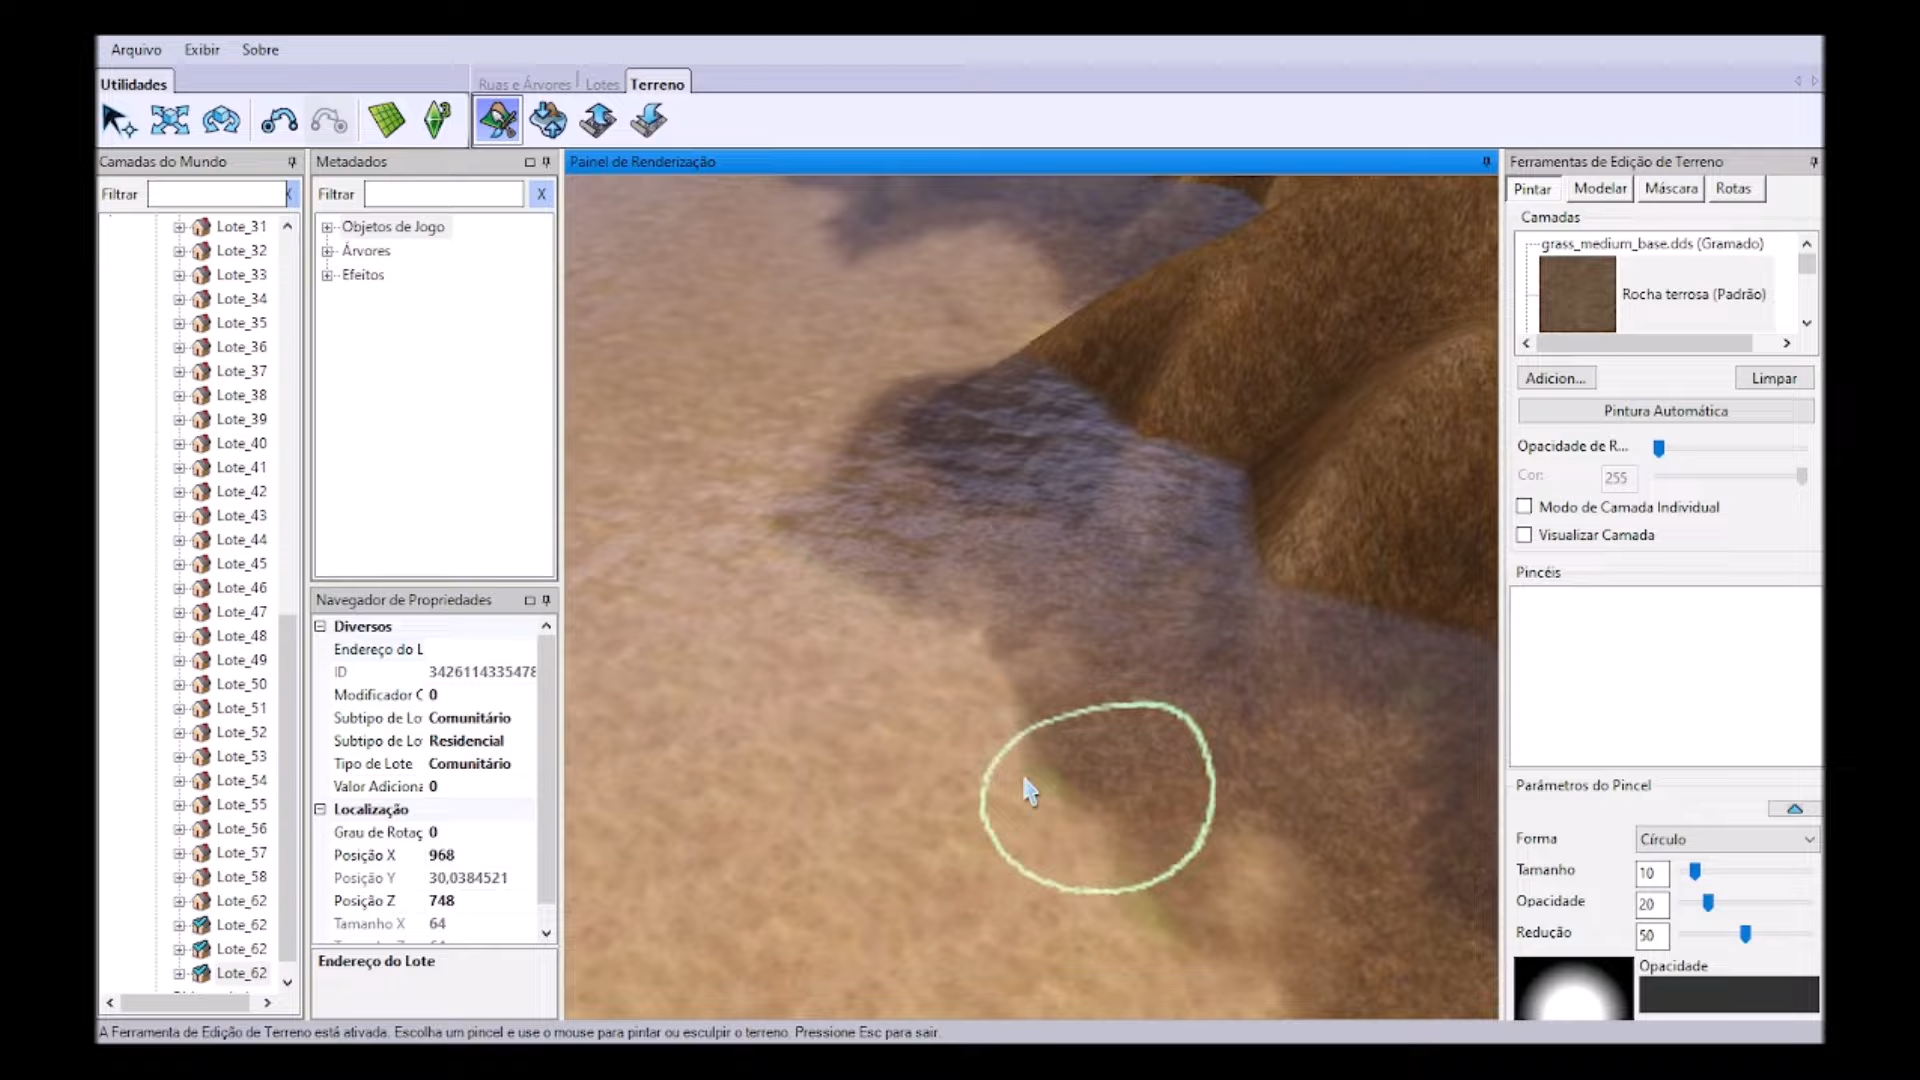 Arquivo Exibir Sobre
Utilidades
Ruas e Árvores Lotes Terreno
Camadas do Mundo
Filtrar
Lote_31
Lote_32
Lote_33
Lote_34
Lote_35
Lote_36
Lote_37
Lote_38
Lote_39
Lote_40
Lote_41
Lote_42
Lote_43
Lote_44
Lote_45
Lote_46
Lote_47
Lote_48
Lote_49
Lote_50
Lote_51
Lote_52
Lote_53
Lote_54
Lote_55
Lote_56
Lote_57
Lote_58
Lote_62
Lote_62
Lote_62
Lote_62
Metadados
Filtrar X
Objetos de Jogo
Árvores
Efeitos
Navegador de Propriedades
Diversos
Endereço do L
ID 3426114335478
Modificador C 0
Subtipo de Lo Comunitário
Subtipo de Lo Residencial
Tipo de Lote Comunitário
Valor Adiciona 0
Localização
Grau de Rotaç 0
Posição X 968
Posição Y 30,0384521
Posição Z 748
Tamanho X 64
Endereço do Lote
Painel de Renderização
Ferramentas de Edição de Terreno
Pintar Modelar Máscara Rotas
Camadas
grass_medium_base.dds (Gramado)
Rocha terrosa (Padrão)
Adicion... Limpar
Pintura Automática
Opacidade de R...
Cor: 255
Modo de Camada Individual
Visualizar Camada
Pincéis
Parâmetros do Pincel
Forma Círculo
Tamanho 10
Opacidade 20
Redução 50
Opacidade
A Ferramenta de Edição de Terreno está ativada. Escolha um pincel e use o mouse para pintar ou esculpir o terreno. Pressione Esc para sair.